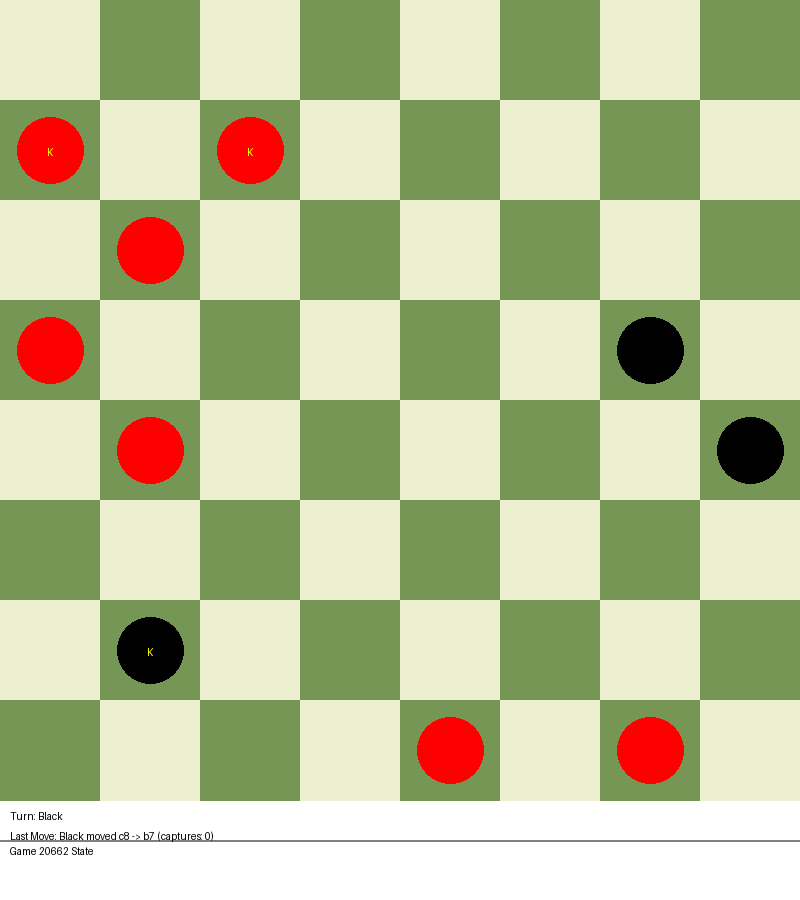 K K
K
Turn: Black
Last Move: Black moved c8 -> b7 (captures: 0)
Game 20662 State